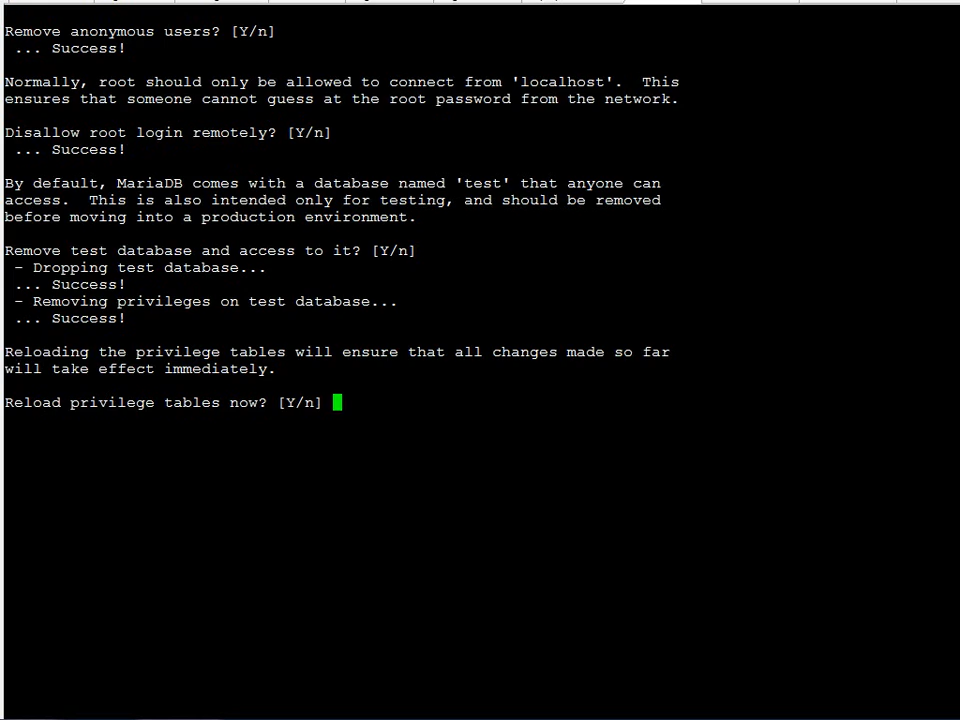 Remove anonymous users? [Y/n]
 ... Success!
Normally, root should only be allowed to connect from 'localhost'.  This
ensures that someone cannot guess at the root password from the network.
Disallow root login remotely? [Y/n]
 ... Success!
By default, MariaDB comes with a database named 'test' that anyone can
access.  This is also intended only for testing, and should be removed
before moving into a production environment.
Remove test database and access to it? [Y/n]
 - Dropping test database...
 ... Success!
 - Removing privileges on test database...
 ... Success!
Reloading the privilege tables will ensure that all changes made so far
will take effect immediately.
Reload privilege tables now? [Y/n]